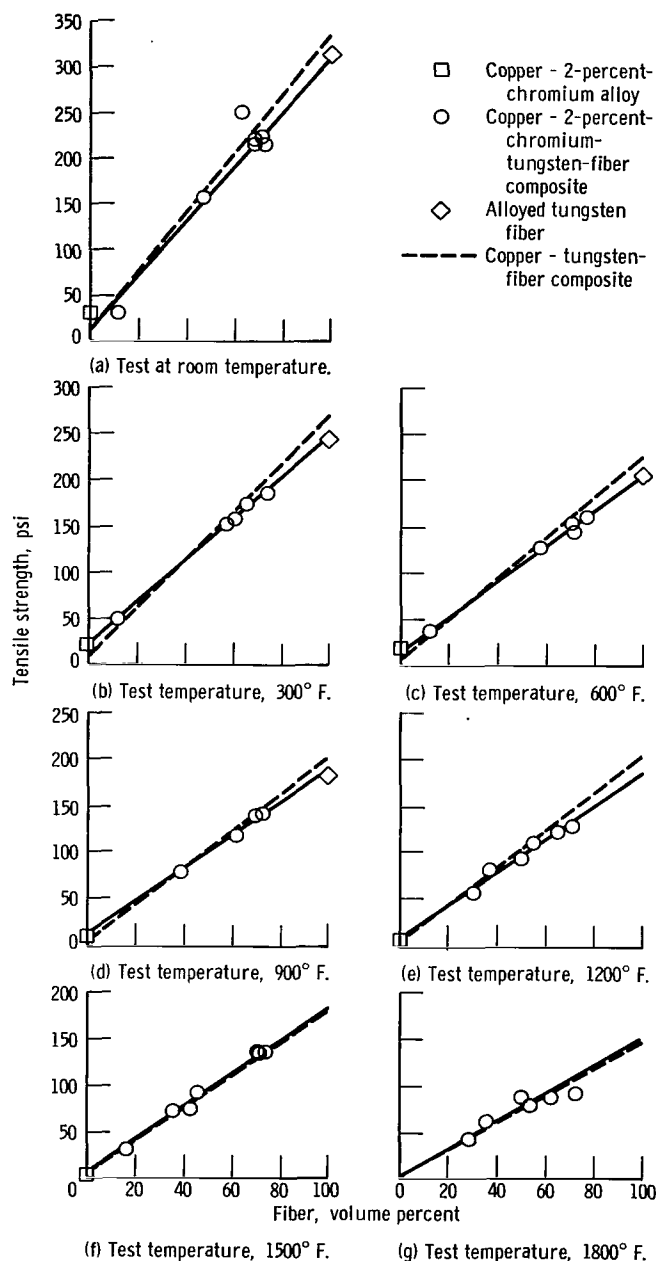 350
300
250
200
150
100
50
0
Copper - 2-percent-
chromium alloy
Copper - 2-percent-
chromium-
tungsten-fiber
composite
Alloyed tungsten
fiber
Copper - tungsten-
fiber composite
(a) Test at room temperature.
Tensile strength, psi
300
250
200
150
100
50
0
(b) Test temperature, 300° F.
(c) Test temperature, 600° F.
250
200
150
100
50
0
(d) Test temperature, 900° F.
(e) Test temperature, 1200° F.
200
150
100
50
0
0 20 40 60 80 100
0 20 40 60 80 100
Fiber, volume percent
(f) Test temperature, 1500° F.
(g) Test temperature, 1800° F.